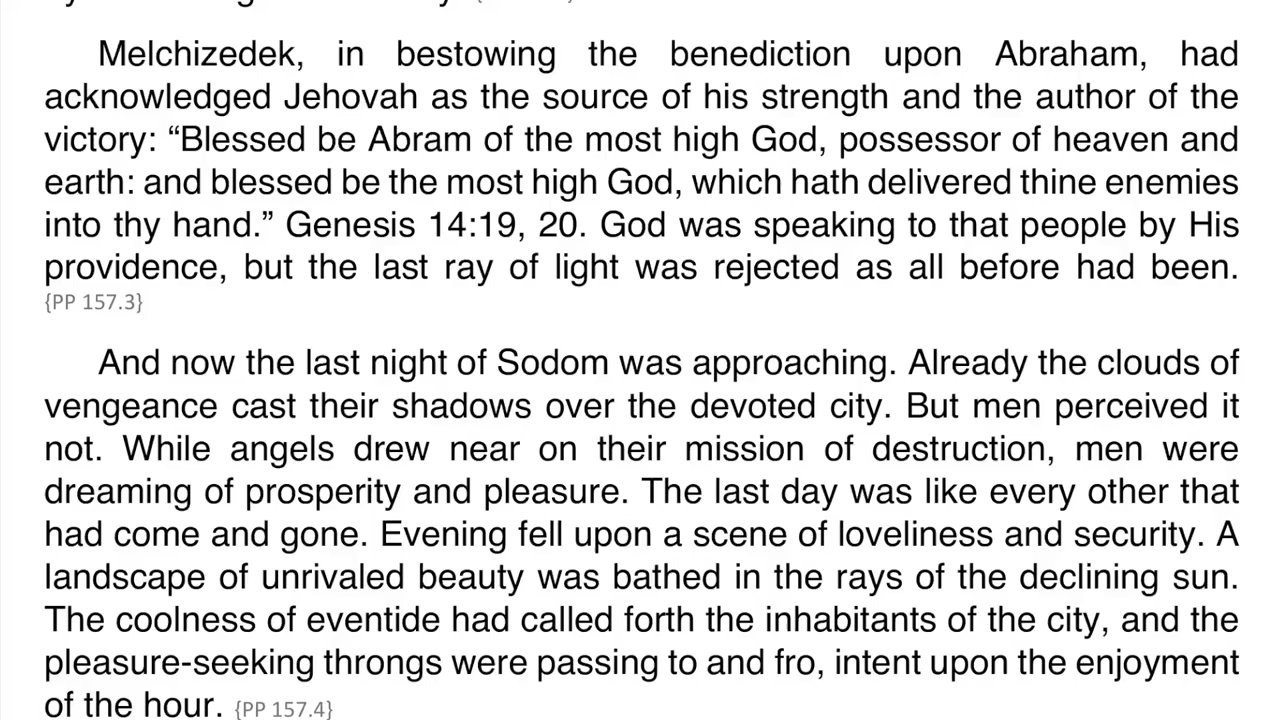 Melchizedek, in bestowing the benediction upon Abraham, had
acknowledged Jehovah as the source of his strength and the author of the
victory: “Blessed be Abram of the most high God, possessor of heaven and
earth: and blessed be the most high God, which hath delivered thine enemies
into thy hand.” Genesis 14:19, 20. God was speaking to that people by His
providence, but the last ray of light was rejected as all before had been.
{PP 157.3}
And now the last night of Sodom was approaching. Already the clouds of
vengeance cast their shadows over the devoted city. But men perceived it
not. While angels drew near on their mission of destruction, men were
dreaming of prosperity and pleasure. The last day was like every other that
had come and gone. Evening fell upon a scene of loveliness and security. A
landscape of unrivaled beauty was bathed in the rays of the declining sun.
The coolness of eventide had called forth the inhabitants of the city, and the
pleasure-seeking throngs were passing to and fro, intent upon the enjoyment
of the hour. {PP 157.4}